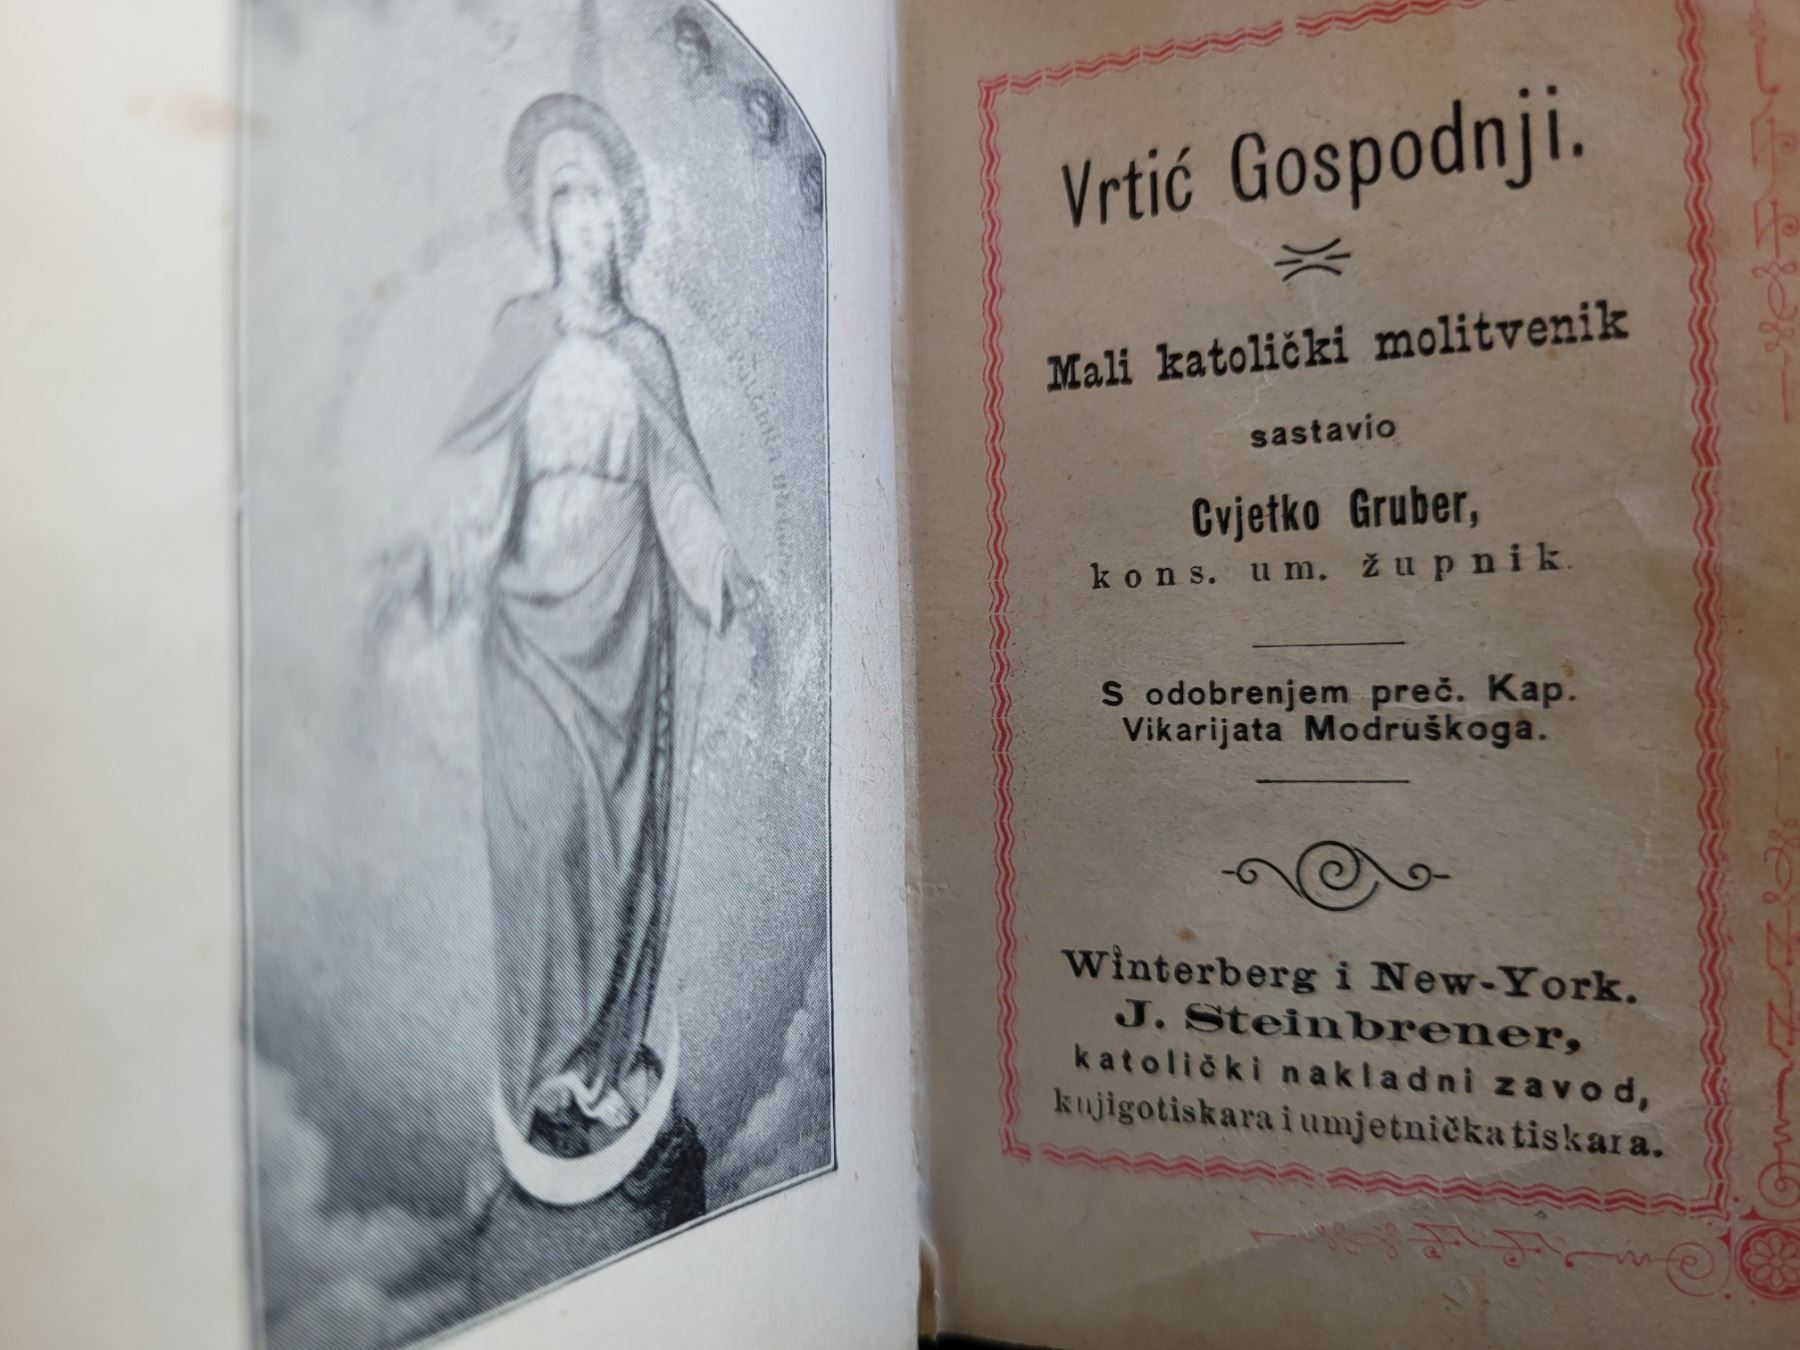 Vrtić Gospodnji.
Mali katolički molitvenik
sastavio
Cvjetko Gruber,
kons. um. župnik.
S odobrenjem preč. Kap.
Vikarijata Modruškoga.
Winterberg i New-York.
J. Steinbrener,
katolički nakladni zavod,
knjigotiskara i umjetnička tiskara.